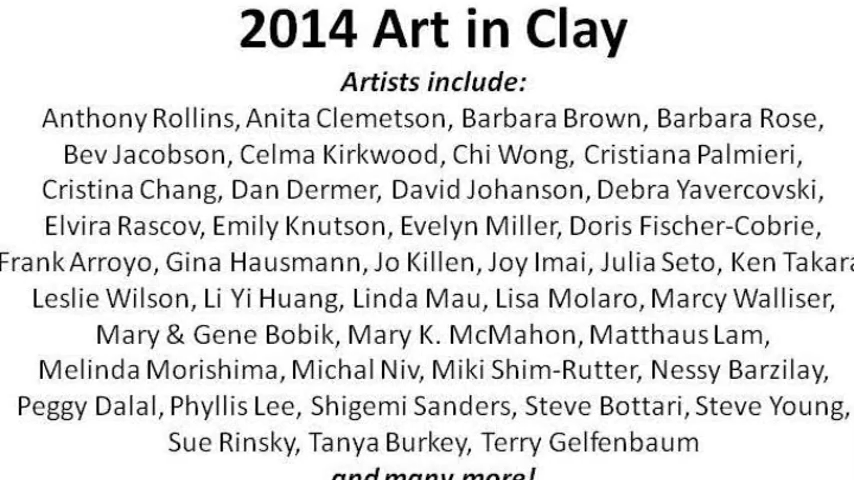 2014 Art in Clay
Artists include:
Anthony Rollins, Anita Clemetson, Barbara Brown, Barbara Rose,
Bev Jacobson, Celma Kirkwood, Chi Wong, Cristiana Palmieri,
Cristina Chang, Dan Dermer, David Johanson, Debra Yavercovski,
Elvira Rascov, Emily Knutson, Evelyn Miller, Doris Fischer-Cobrie,
Frank Arroyo, Gina Hausmann, Jo Killen, Joy Imai, Julia Seto, Ken Takara
Leslie Wilson, Li Yi Huang, Linda Mau, Lisa Molaro, Marcy Walliser,
Mary & Gene Bobik, Mary K. McMahon, Matthaus Lam,
Melinda Morishima, Michal Niv, Miki Shim-Rutter, Nessy Barzilay,
Peggy Dalal, Phyllis Lee, Shigemi Sanders, Steve Bottari, Steve Young,
Sue Rinsky, Tanya Burkey, Terry Gelfenbaum
and many more!